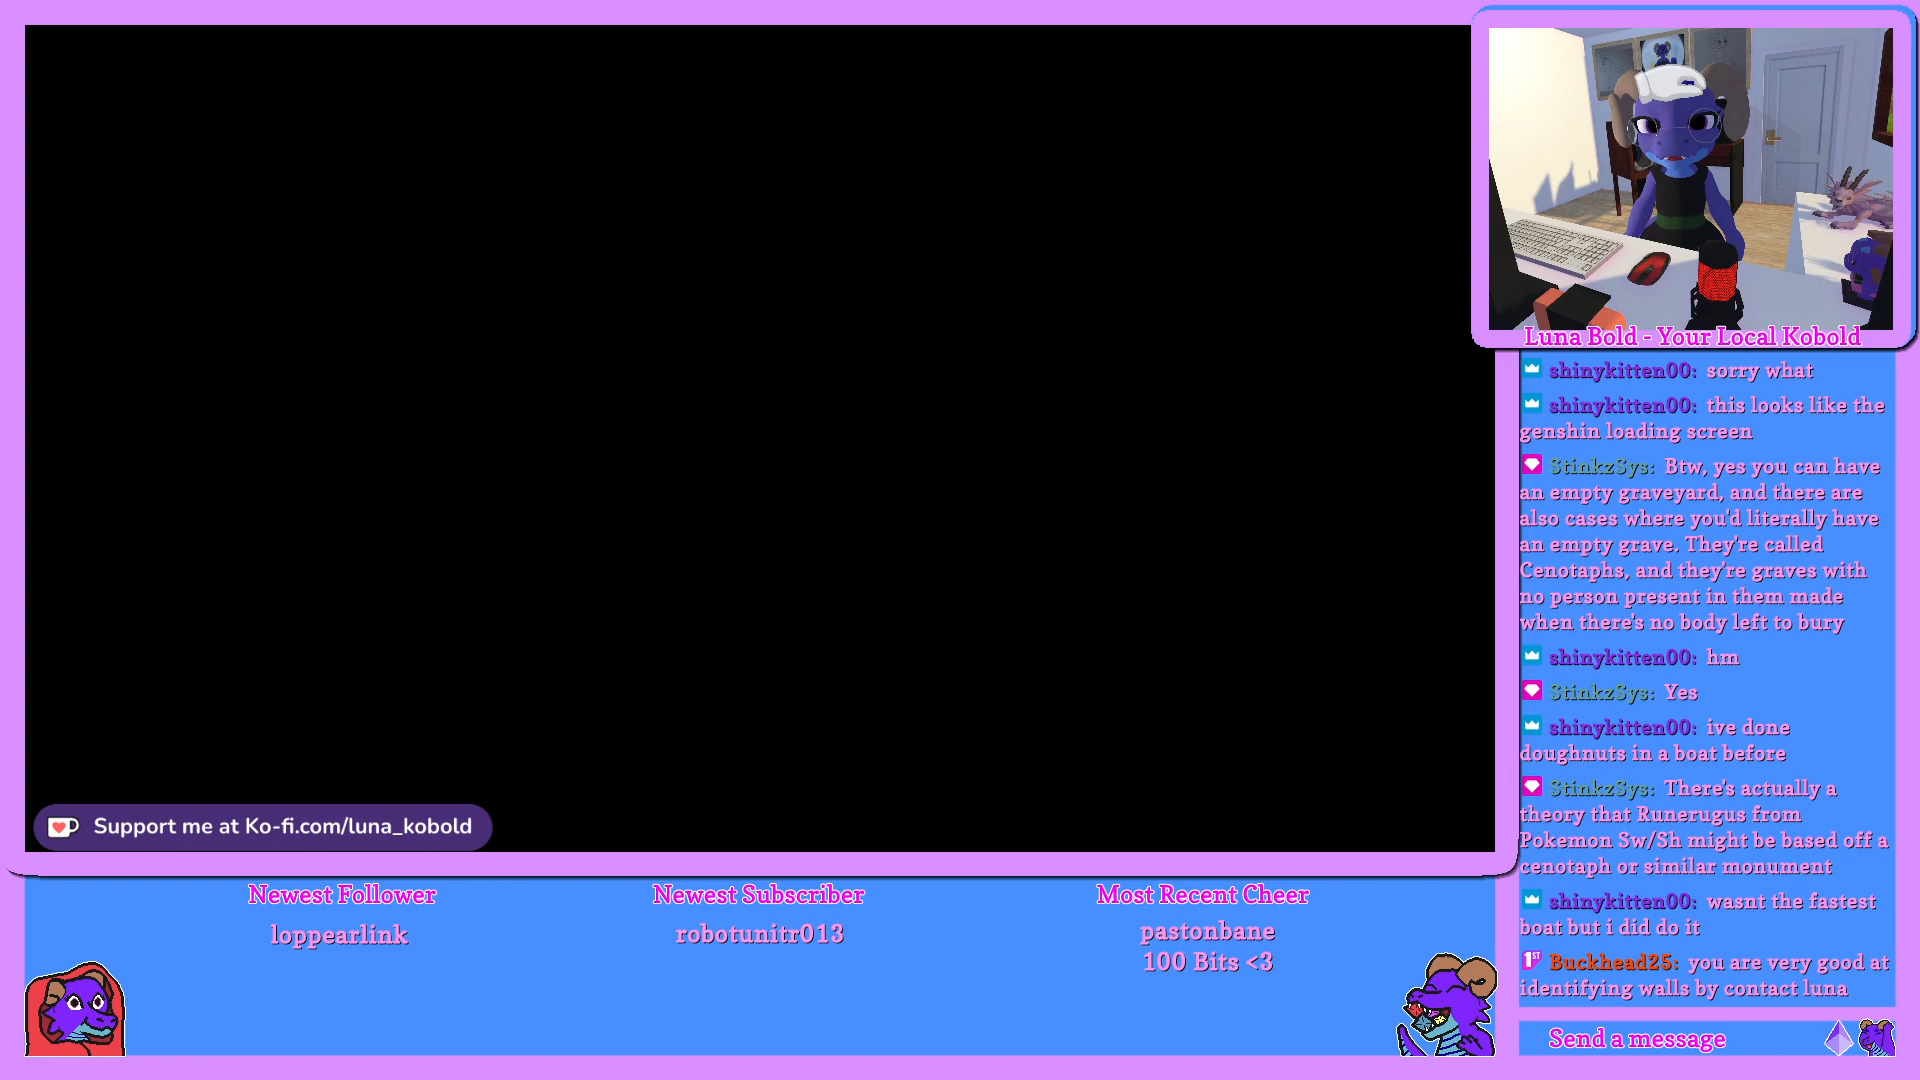 Luna Bold - Your Local Kobold
shinykitten00: sorry what
shinykitten00: this looks like the
genshin loading screen
StinkzSys: Btw, yes you can have
an empty graveyard, and there are
also cases where you'd literally have
an empty grave. They're called
Cenotaphs, and they're graves with
no person present in them made
when there's no body left to bury
shinykitten00: hm
StinkzSys: Yes
shinykitten00: ive done
doughnuts in a boat before
StinkzSys: There's actually a
theory that Runerugus from
Pokemon Sw/Sh might be based off a
cenotaph or similar monument
shinykitten00: wasnt the fastest
boat but i did do it
1ST Buckhead25: you are very good at
identifying walls by contact luna
Send a message
Support me at Ko-fi.com/luna_kobold
Newest Follower
loppearlink
Newest Subscriber
robotunitr013
Most Recent Cheer
pastonbane
100 Bits <3